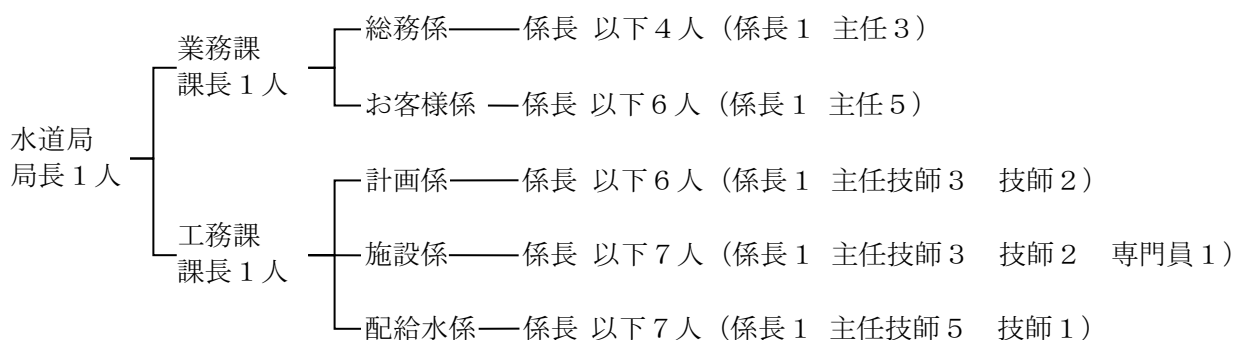 総務係 係長 以下4人（係長1 主任3）
業務課
課長1人
お客様係 係長 以下6人（係長1 主任5）
水道局
局長1人
計画係 係長 以下6人（係長1 主任技師3 技師2）
工務課
課長1人
施設係 係長 以下7人（係長1 主任技師3 技師2 専門員1）
配給水係 係長 以下7人（係長1 主任技師5 技師1）